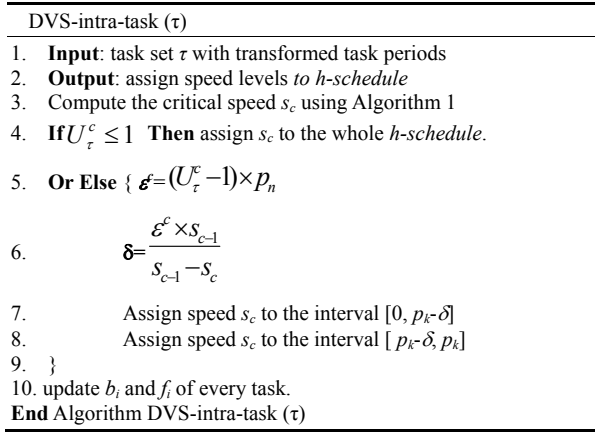 DVS-intra-task (τ)
1. Input: task set τ with transformed task periods
2. Output: assign speed levels to h-schedule
3. Compute the critical speed s_c using Algorithm 1
4. If U_τ^c ≤ 1 Then assign s_c to the whole h-schedule.
5. Or Else { ε^c=(U_τ^c −1)×p_n
6. δ=(ε^c×s_{c−1})/(s_{c−1}−s_c)
7. Assign speed s_c to the interval [0, p_k-δ]
8. Assign speed s_c to the interval [ p_k-δ, p_k]
9. }
10. update b_i and f_i of every task.
End Algorithm DVS-intra-task (τ)